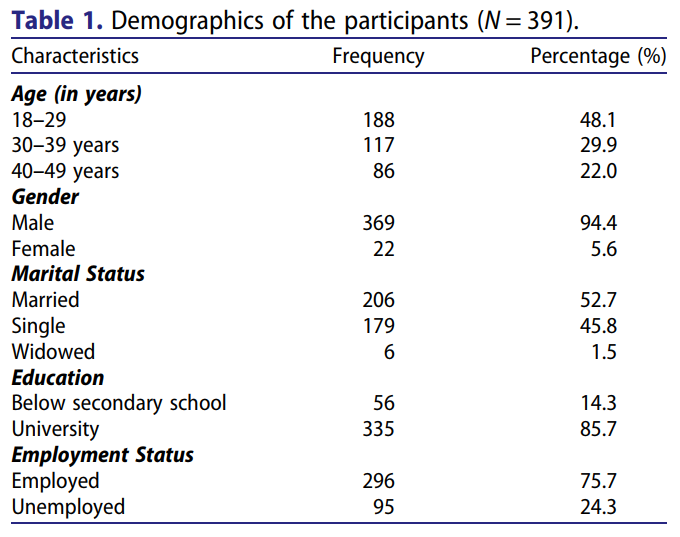 Table 1. Demographics of the participants (N = 391).
Characteristics Frequency Percentage (%)
Age (in years)
18–29 188 48.1
30–39 years 117 29.9
40–49 years 86 22.0
Gender
Male 369 94.4
Female 22 5.6
Marital Status
Married 206 52.7
Single 179 45.8
Widowed 6 1.5
Education
Below secondary school 56 14.3
University 335 85.7
Employment Status
Employed 296 75.7
Unemployed 95 24.3